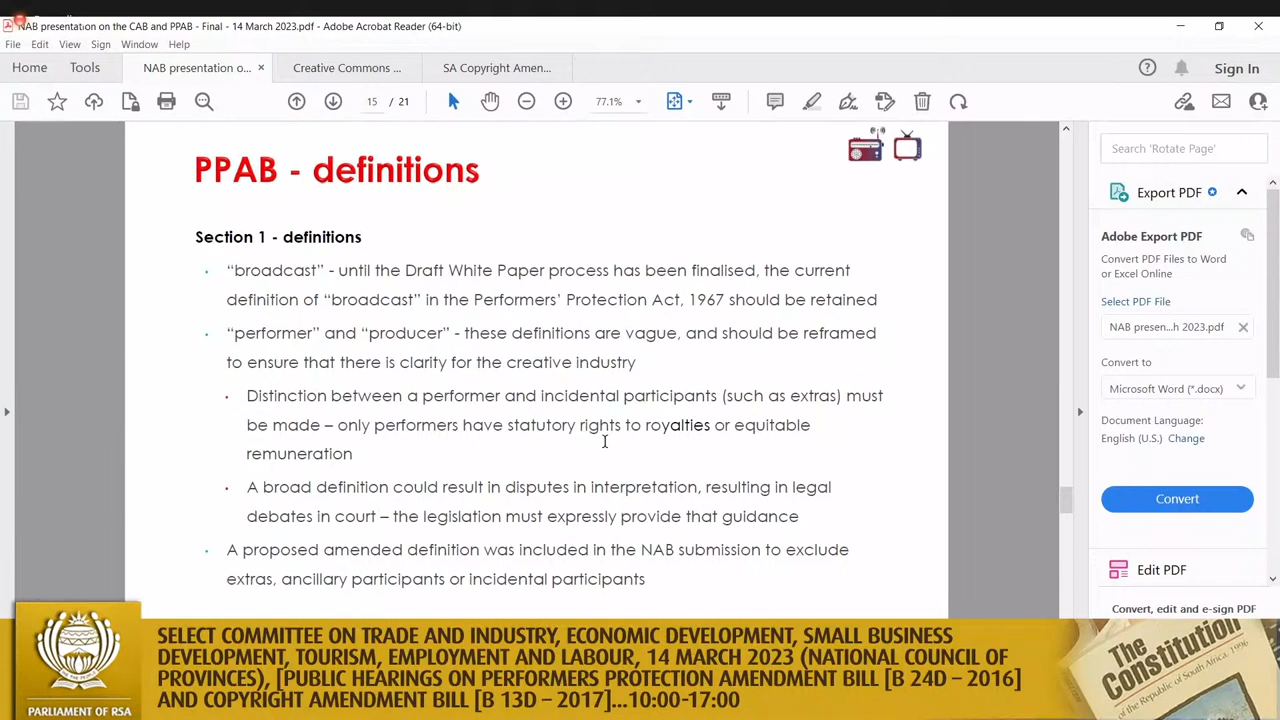 NAB presentation on the CAB and PPAB - Final - 14 March 2023.pdf - Adobe Acrobat Reader (64-bit)
File Edit View Sign Window Help
Home Tools NAB presentation o... × Creative Commons ... SA Copyright Amen... Sign In
15 / 21 77.1%
PPAB - definitions
Section 1 - definitions
“broadcast” - until the Draft White Paper process has been finalised, the current
definition of “broadcast” in the Performers’ Protection Act, 1967 should be retained
“performer” and “producer” - these definitions are vague, and should be reframed
to ensure that there is clarity for the creative industry
Distinction between a performer and incidental participants (such as extras) must
be made – only performers have statutory rights to royalties or equitable
remuneration
A broad definition could result in disputes in interpretation, resulting in legal
debates in court – the legislation must expressly provide that guidance
A proposed amended definition was included in the NAB submission to exclude
extras, ancillary participants or incidental participants
Search 'Rotate Page'
Export PDF
Adobe Export PDF
Convert PDF Files to Word
or Excel Online
Select PDF File
NAB presen...h 2023.pdf
Convert to
Microsoft Word (*.docx)
Document Language:
English (U.S.) Change
Convert
Edit PDF
Convert, edit and e-sign PDF
SELECT COMMITTEE ON TRADE AND INDUSTRY, ECONOMIC DEVELOPMENT, SMALL BUSINESS
DEVELOPMENT, TOURISM, EMPLOYMENT AND LABOUR, 14 MARCH 2023 (NATIONAL COUNCIL OF
PROVINCES), [PUBLIC HEARINGS ON PERFORMERS PROTECTION AMENDMENT BILL [B 24D – 2016]
AND COPYRIGHT AMENDMENT BILL [B 13D – 2017]...10:00-17:00
PARLIAMENT OF RSA
The
Constitution
of the Republic of South Africa, 1996